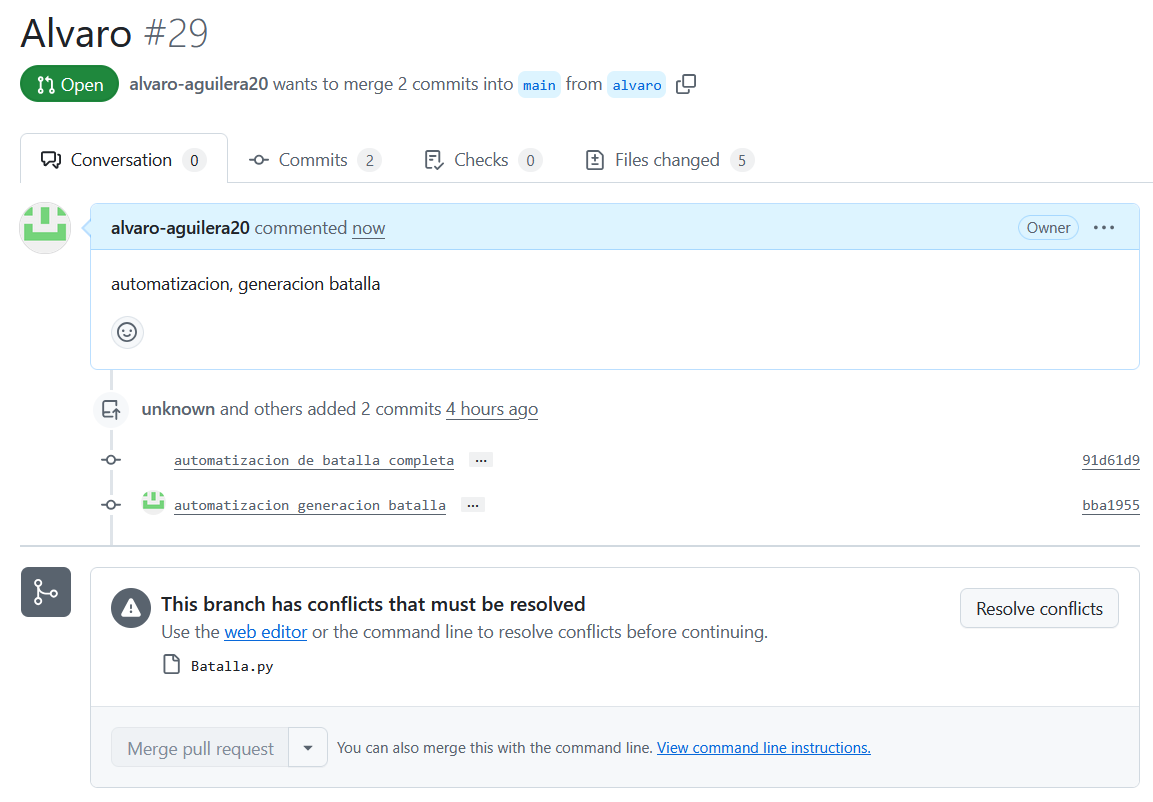 Alvaro #29
Open alvaro-aguilera20 wants to merge 2 commits into main from alvaro
Conversation 0 Commits 2 Checks 0 Files changed 5
alvaro-aguilera20 commented now Owner ...
automatizacion, generacion batalla
unknown and others added 2 commits 4 hours ago
automatizacion de batalla completa ... 91d61d9
automatizacion generacion batalla ... bba1955
This branch has conflicts that must be resolved
Resolve conflicts
Use the web editor or the command line to resolve conflicts before continuing.
Batalla.py
Merge pull request You can also merge this with the command line. View command line instructions.